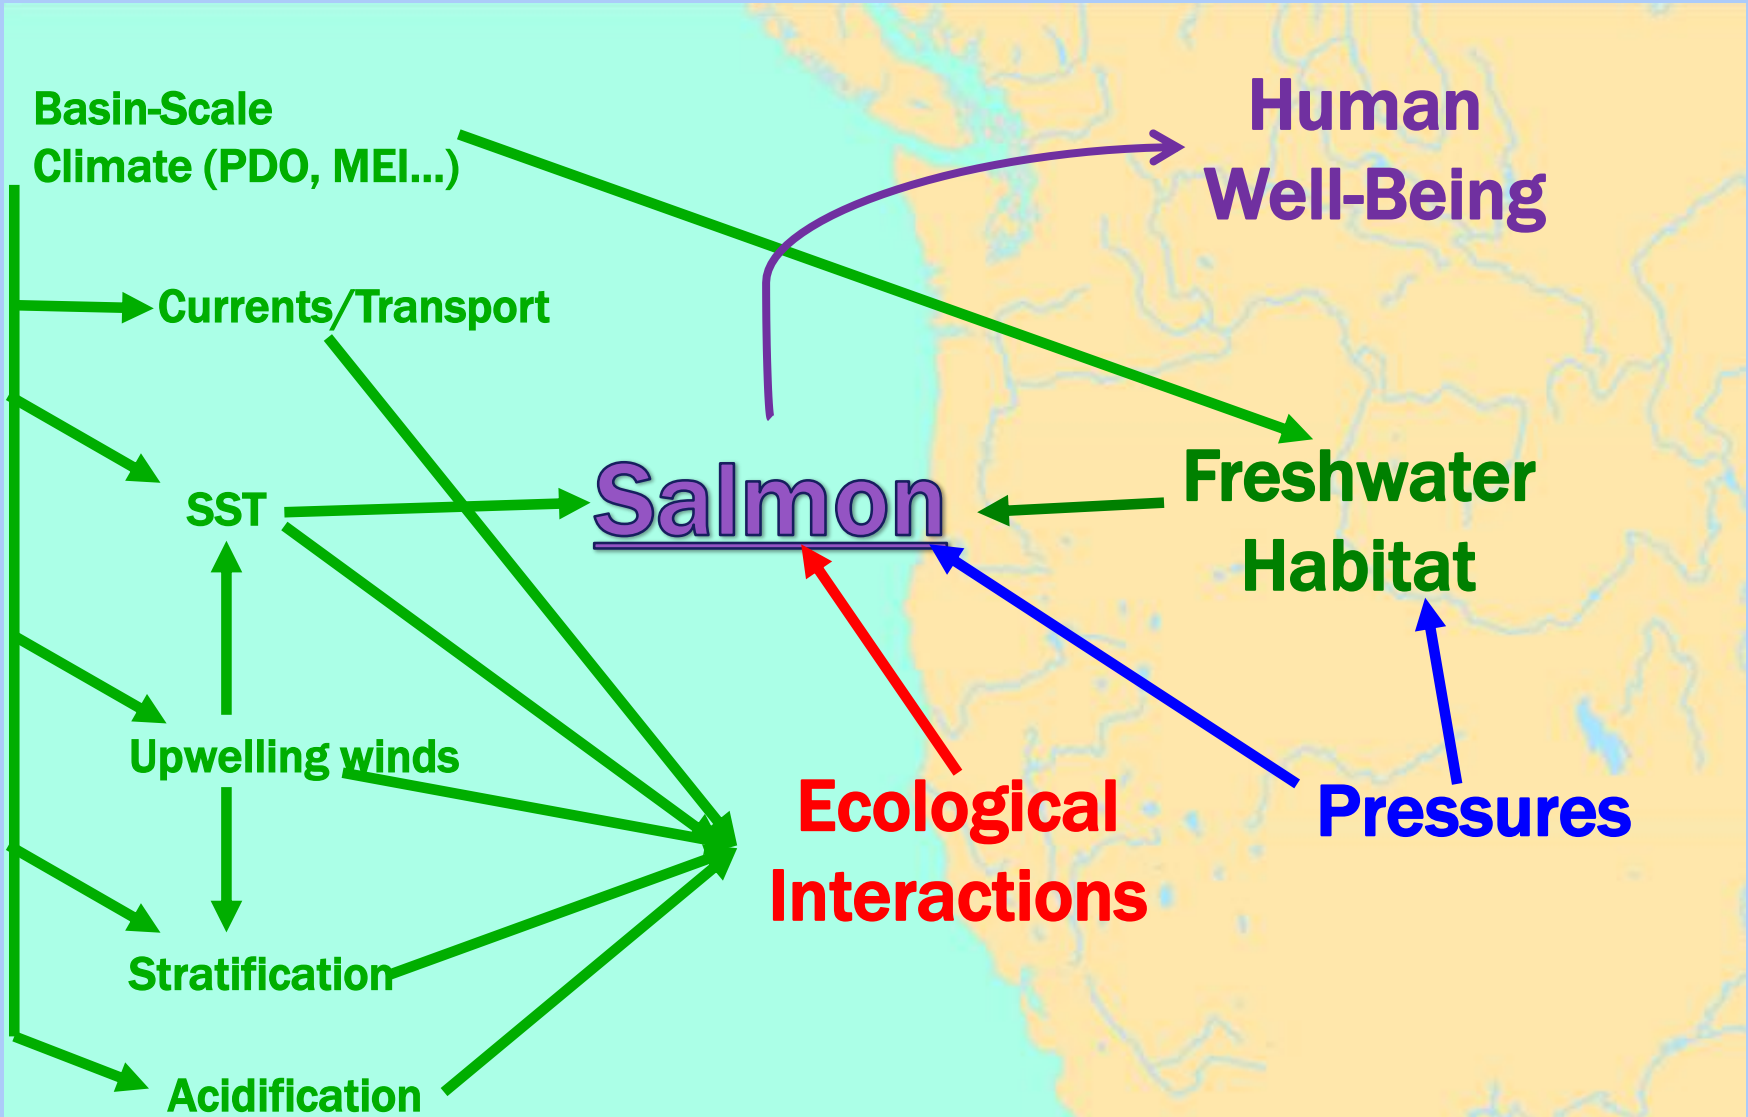 Basin-Scale
Climate (PDO, MEI...)
Human
Well-Being
Currents/Transport
Salmon
Freshwater
Habitat
SST
Upwelling winds
Ecological
Interactions
Pressures
Stratification
Acidification